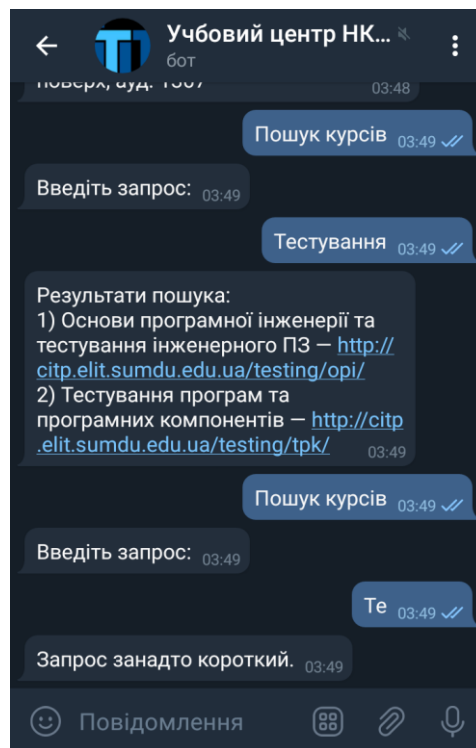 Учбовий центр НК...
бот
поверх, ауд. 1307
03:48
Пошук курсів 03:49
Введіть запрос: 03:49
Тестування 03:49
Результати пошука:
1) Основи програмної інженерії та
тестування інженерного ПЗ — http://
citp.elit.sumdu.edu.ua/testing/opi/
2) Тестування програм та
програмних компонентів — http://citp
.elit.sumdu.edu.ua/testing/tpk/ 03:49
Пошук курсів 03:49
Введіть запрос: 03:49
Те 03:49
Запрос занадто короткий. 03:49
Повідомлення